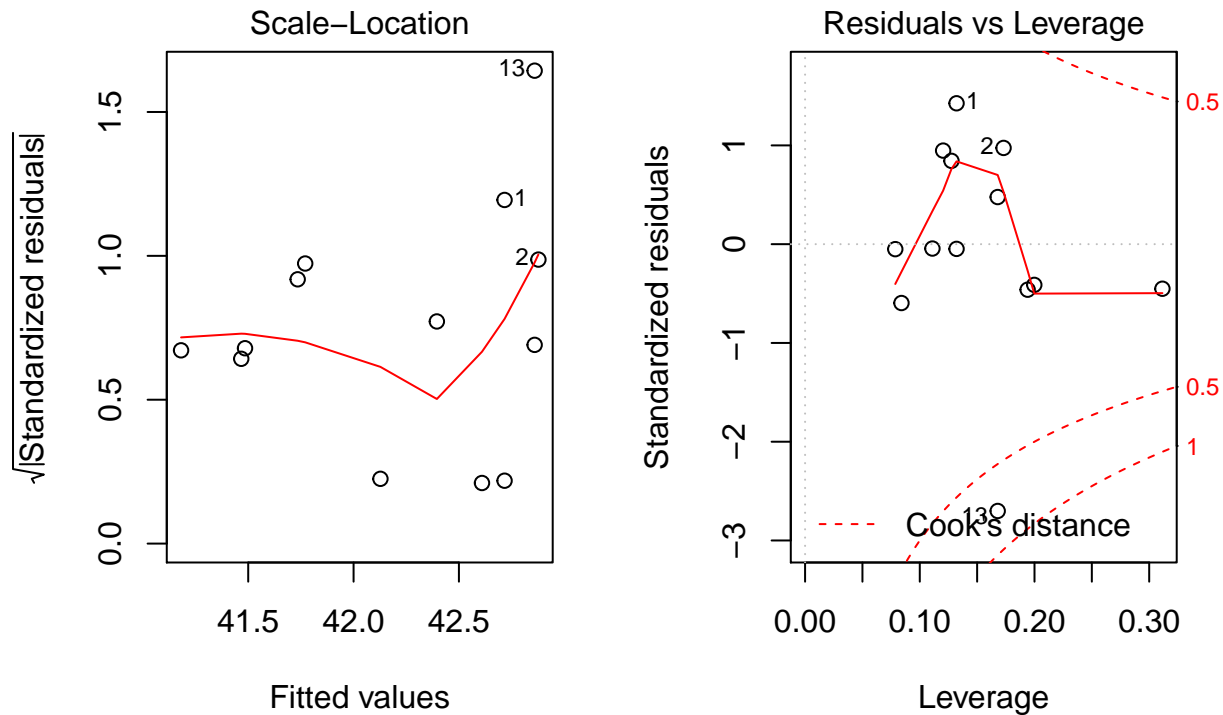 Scale−Location
√|Standardized residuals|
0.0 0.5 1.0 1.5
13
1
2
41.5 42.0 42.5
Fitted values
Residuals vs Leverage
Standardized residuals
−3 −2 −1 0 1
0.5
1
2
0.5
1
13
Cook's distance
0.00 0.10 0.20 0.30
Leverage